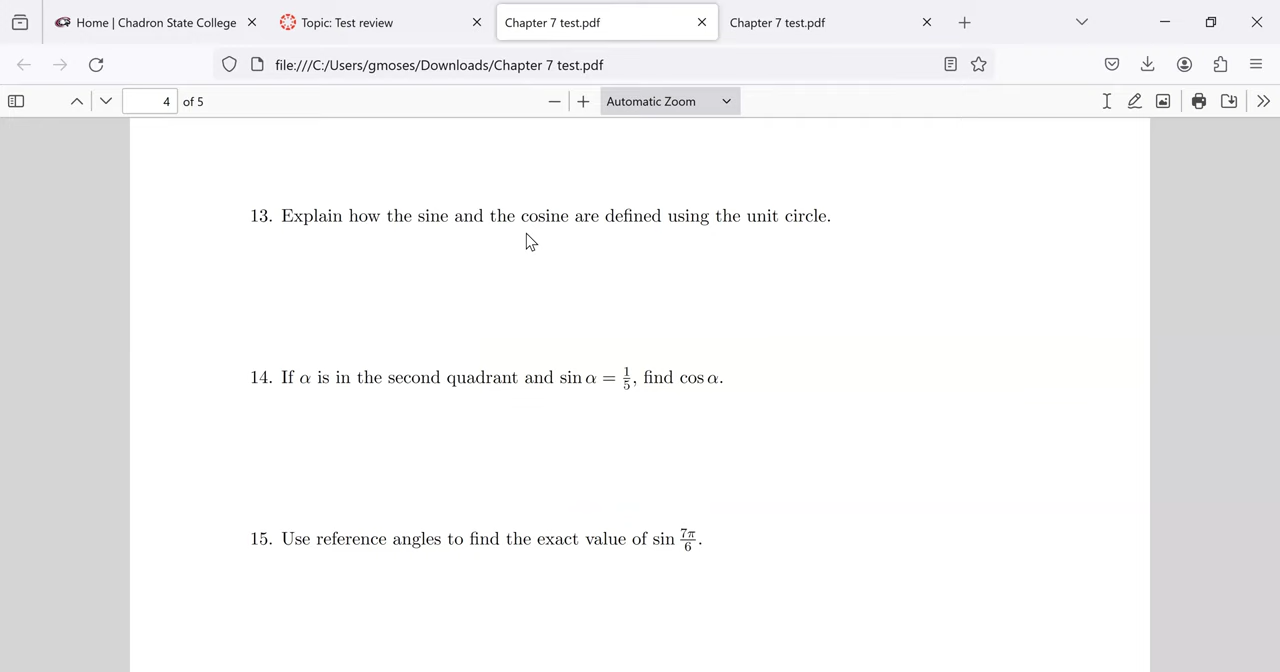 Home | Chadron State College
Topic: Test review
Chapter 7 test.pdf
Chapter 7 test.pdf
file:///C:/Users/gmoses/Downloads/Chapter 7 test.pdf
4 of 5
Automatic Zoom
13. Explain how the sine and the cosine are defined using the unit circle.
14. If α is in the second quadrant and sin α = 1/5, find cos α.
15. Use reference angles to find the exact value of sin 7π/6.